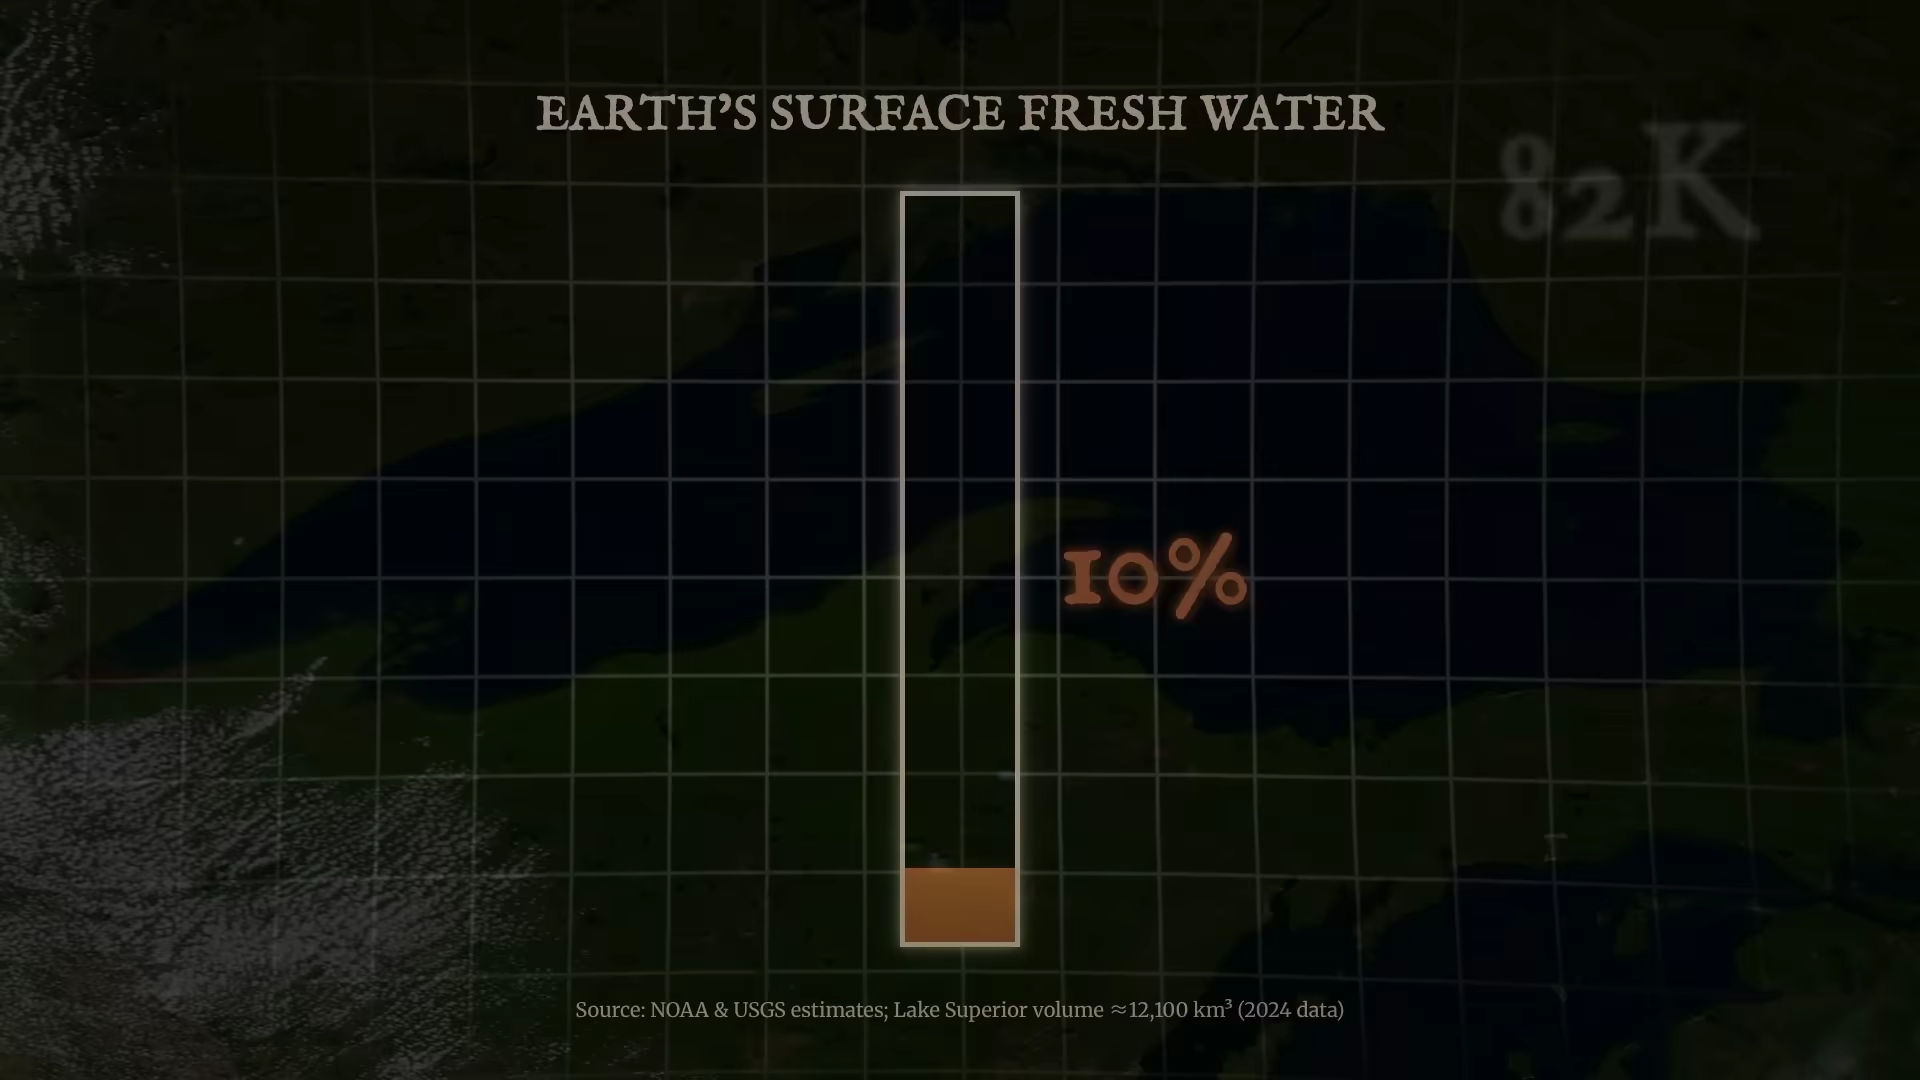 EARTH'S SURFACE FRESH WATER
82K
10%
Source: NOAA & USGS estimates; Lake Superior volume ≈12,100 km³ (2024 data)